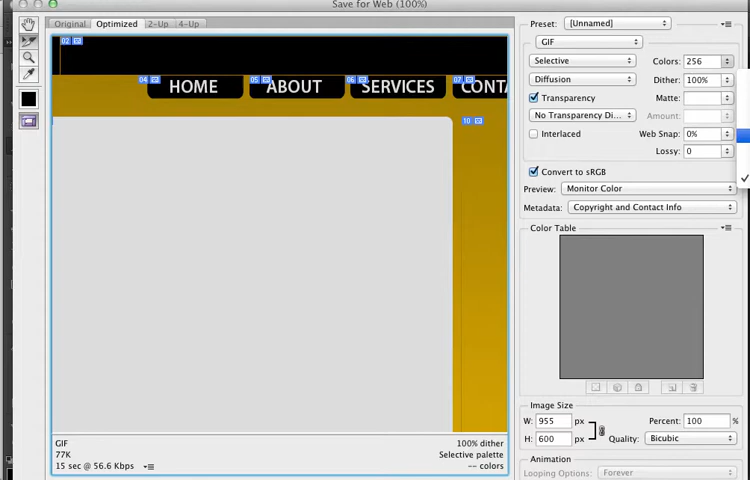 Save for Web (100%)
Original Optimized 2-Up 4-Up
02
04 HOME 05 ABOUT 06 SERVICES 07 CONTA
10
GIF
77K
15 sec @ 56.6 Kbps
100% dither
Selective palette
-- colors
Preset: [Unnamed]
GIF
Selective Colors: 256
Diffusion Dither: 100%
Transparency Matte:
No Transparency Di... Amount:
Interlaced Web Snap: 0%
Lossy: 0
Convert to sRGB
Preview: Monitor Color
Metadata: Copyright and Contact Info
Color Table
Image Size
W: 955 px Percent: 100 %
H: 600 px Quality: Bicubic
Animation
Looping Options: Forever